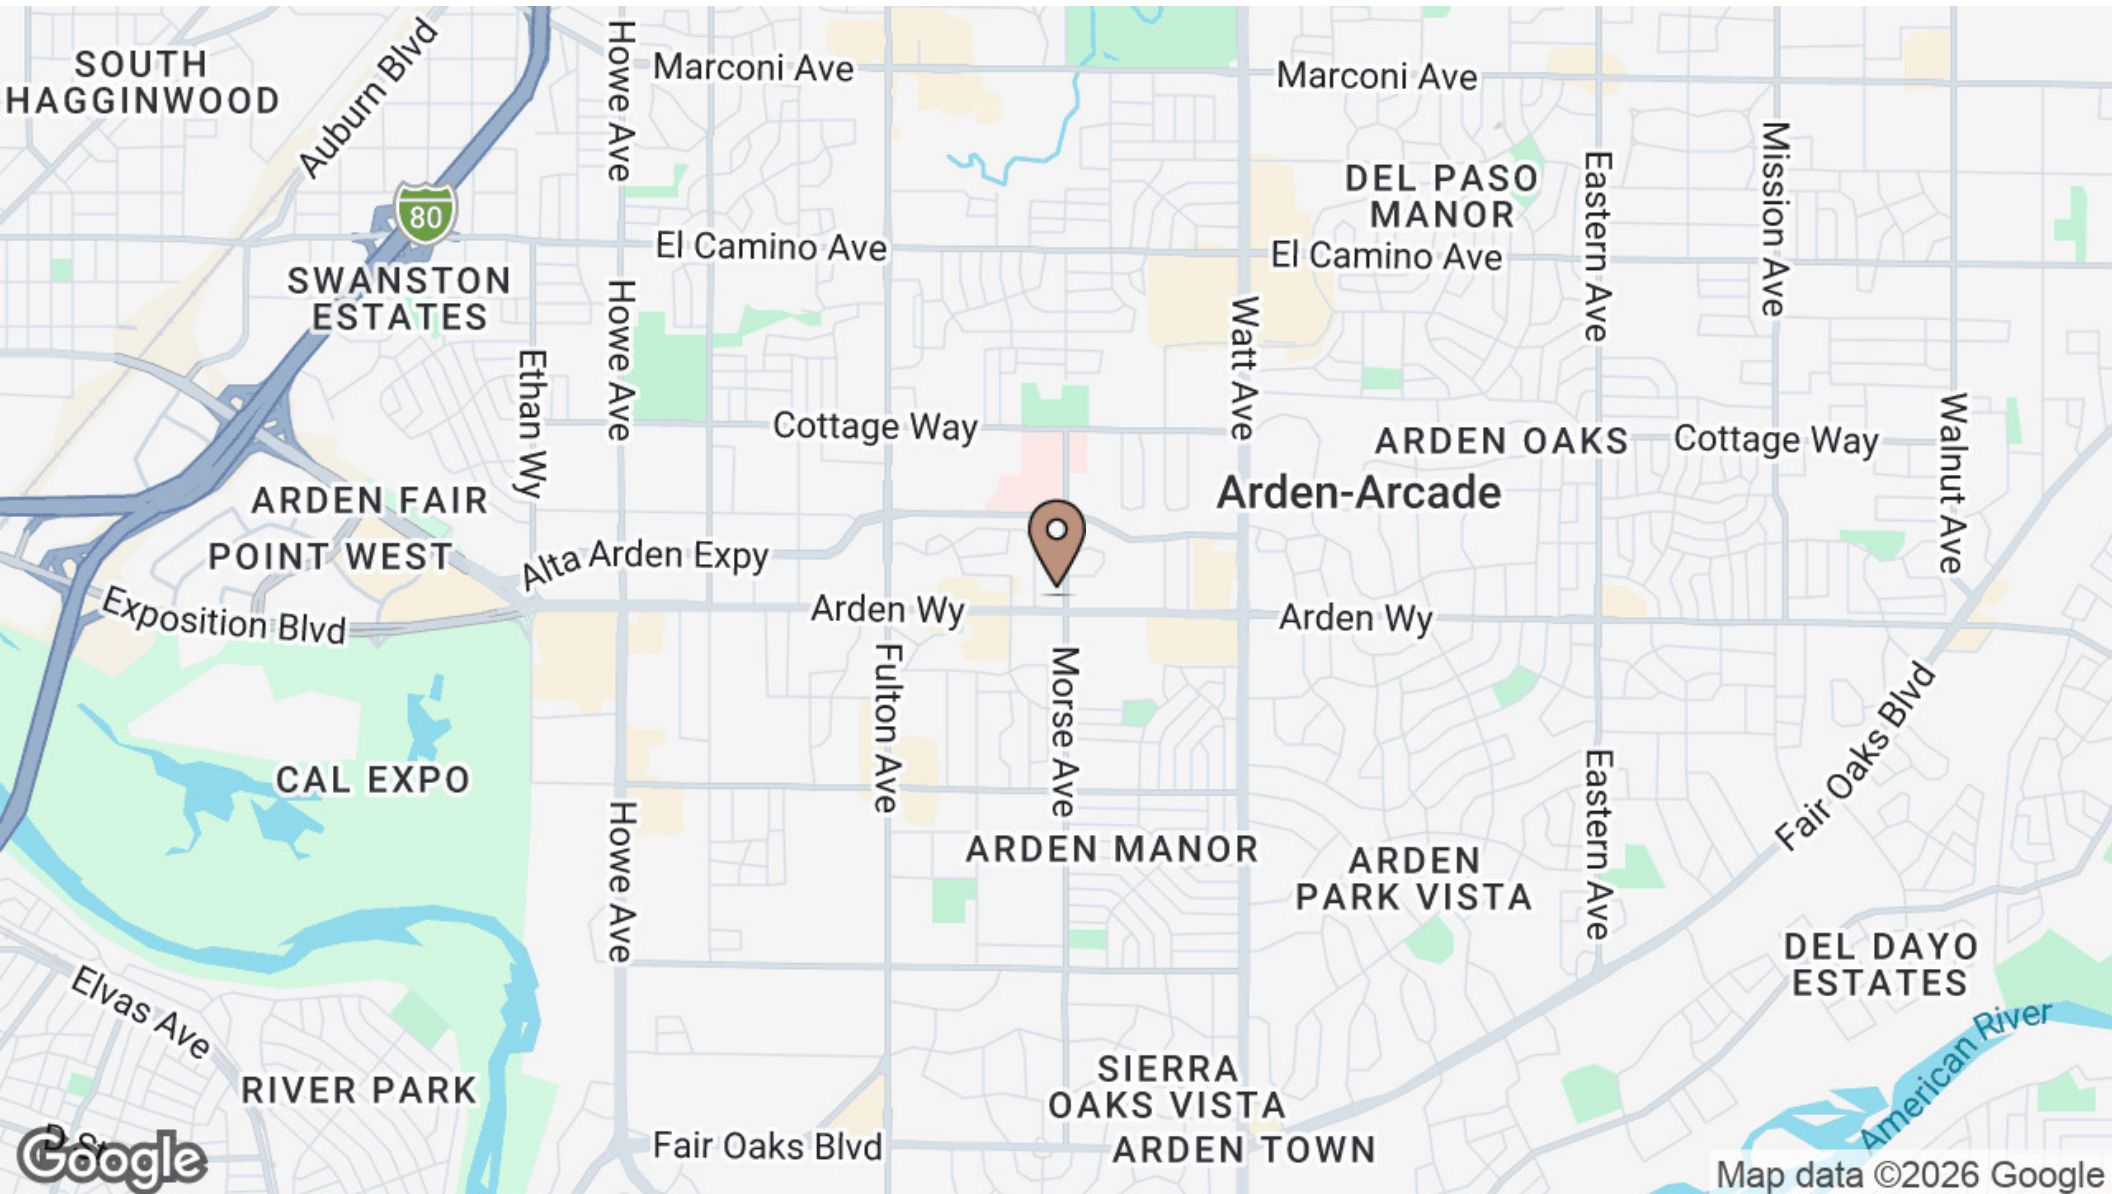 SOUTH
HAGGINWOOD
Auburn Blvd
Howe Ave
Marconi Ave
Marconi Ave
80
DEL PASO
MANOR
Eastern Ave
Mission Ave
El Camino Ave
El Camino Ave
SWANSTON
ESTATES
Ethan Wy
Howe Ave
Watt Ave
Cottage Way
ARDEN OAKS
Cottage Way
Walnut Ave
Arden-Arcade
ARDEN FAIR
POINT WEST
Alta Arden Expy
Exposition Blvd
Arden Wy
Arden Wy
Fulton Ave
Morse Ave
Fair Oaks Blvd
CAL EXPO
Eastern Ave
Howe Ave
ARDEN MANOR
ARDEN
PARK VISTA
DEL DAYO
ESTATES
Elvas Ave
American River
RIVER PARK
SIERRA
OAKS VISTA
D St
Google
Fair Oaks Blvd
ARDEN TOWN
Map data ©2026 Google